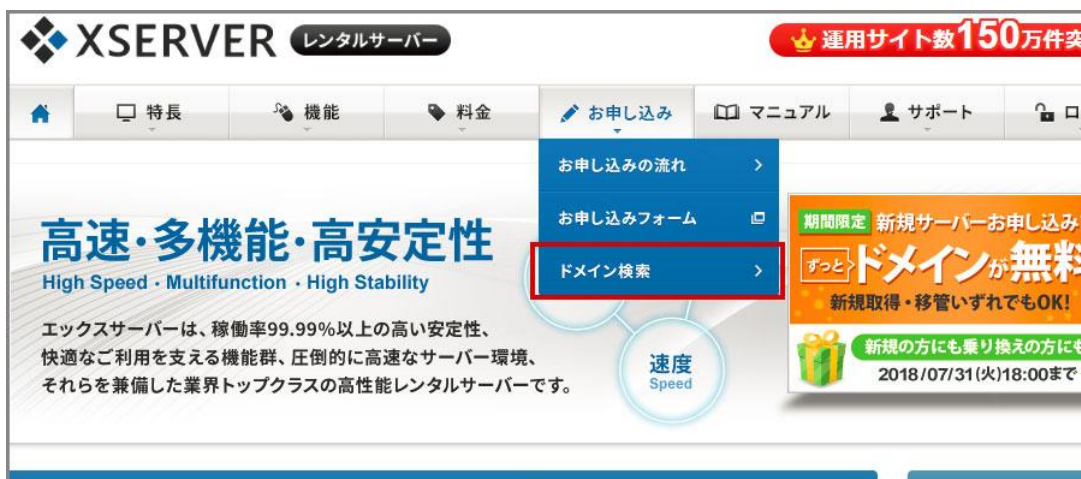 XSERVER レンタルサーバー
運用サイト数150万件突
特長
機能
料金
お申し込み
マニュアル
サポート
ロ
お申し込みの流れ
お申し込みフォーム
ドメイン検索
高速・多機能・高安定性
High Speed・Multifunction・High Stability
エックスサーバーは、稼働率99.99%以上の高い安定性、
快適なご利用を支える機能群、圧倒的に高速なサーバー環境、
それらを兼備した業界トップクラスの高性能レンタルサーバーです。
速度
Speed
期間限定 新規サーバーお申し込み
ずっと ドメインが無料
新規取得・移管いずれでもOK!
新規の方にも乗り換えの方にも
2018/07/31(火)18:00まで